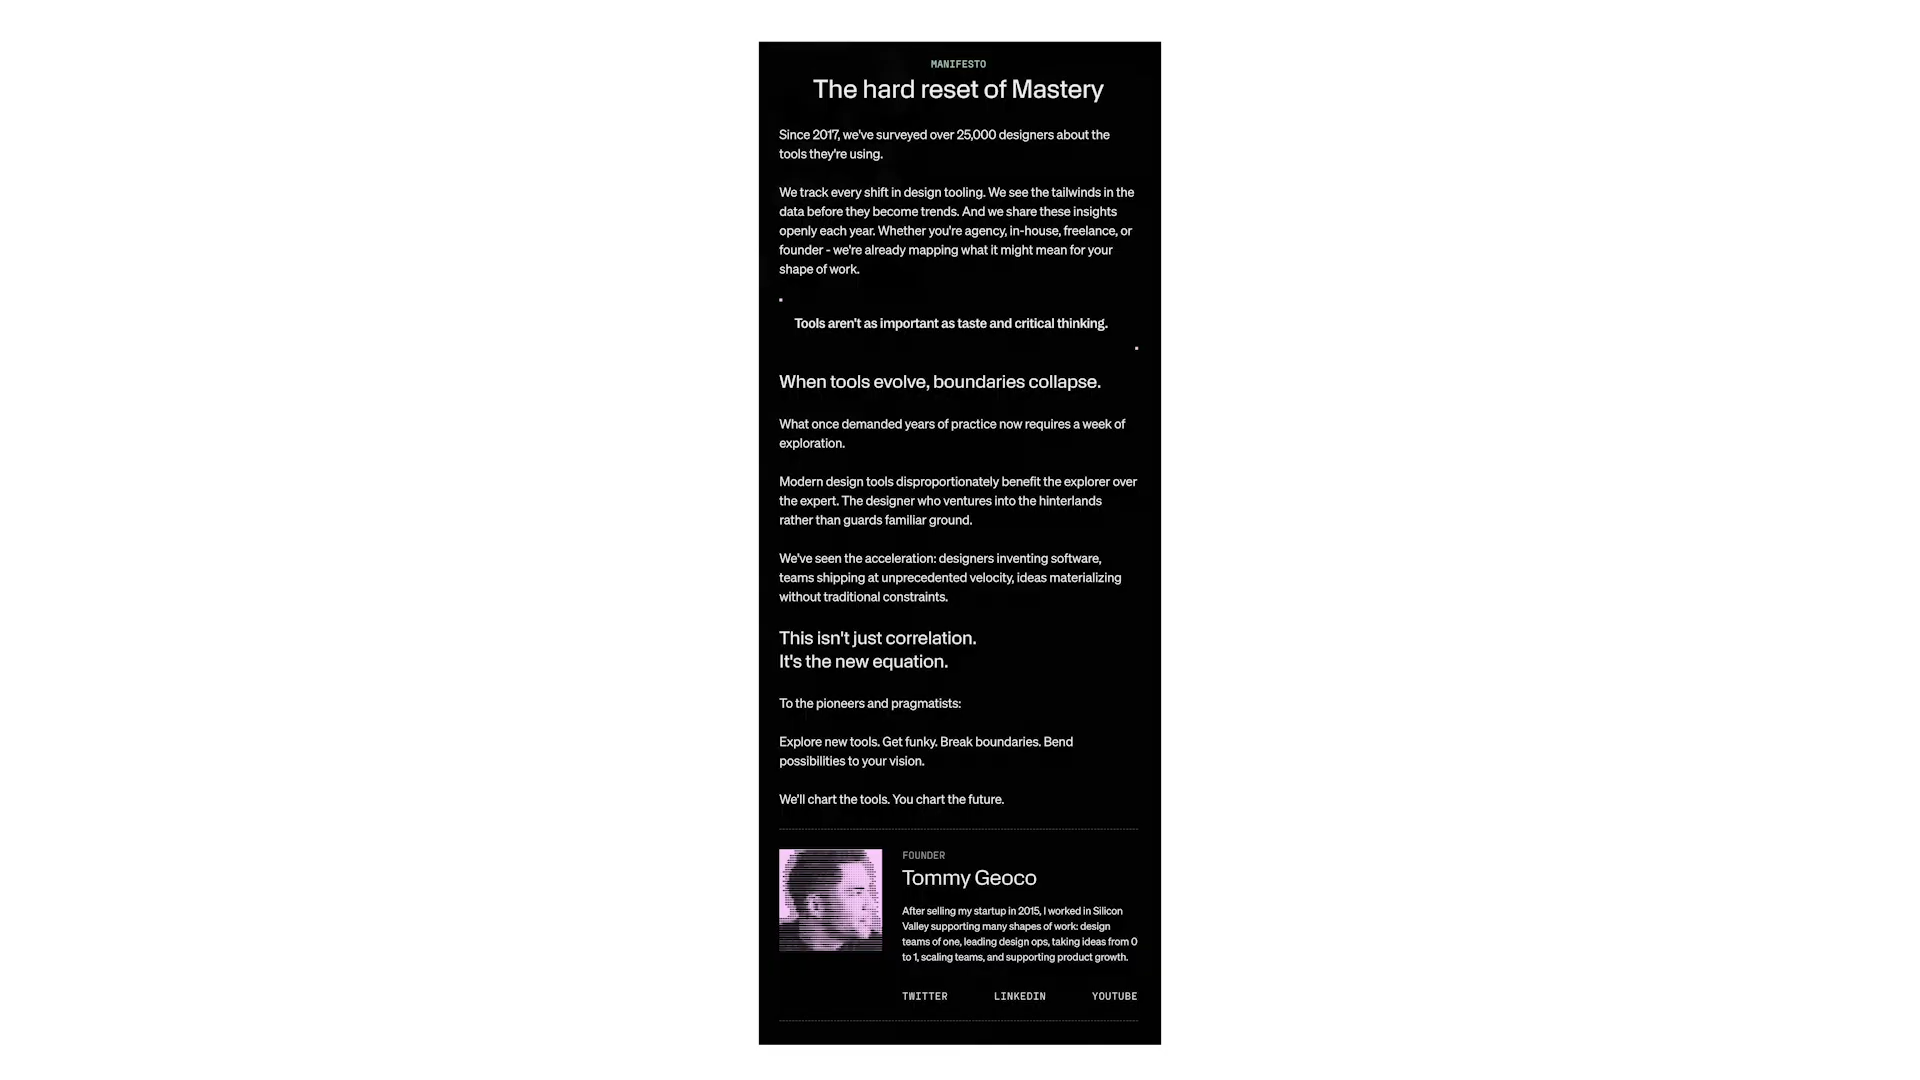 MANIFESTO
The hard reset of Mastery
Since 2017, we've surveyed over 25,000 designers about the
tools they're using.
We track every shift in design tooling. We see the tailwinds in the
data before they become trends. And we share these insights
openly each year. Whether you're agency, in-house, freelance, or
founder - we're already mapping what it might mean for your
shape of work.
Tools aren't as important as taste and critical thinking.
When tools evolve, boundaries collapse.
What once demanded years of practice now requires a week of
exploration.
Modern design tools disproportionately benefit the explorer over
the expert. The designer who ventures into the hinterlands
rather than guards familiar ground.
We've seen the acceleration: designers inventing software,
teams shipping at unprecedented velocity, ideas materializing
without traditional constraints.
This isn't just correlation.
It's the new equation.
To the pioneers and pragmatists:
Explore new tools. Get funky. Break boundaries. Bend
possibilities to your vision.
We'll chart the tools. You chart the future.
FOUNDER
Tommy Geoco
After selling my startup in 2015, I worked in Silicon
Valley supporting many shapes of work: design
teams of one, leading design ops, taking ideas from 0
to 1, scaling teams, and supporting product growth.
TWITTER LINKEDIN YOUTUBE